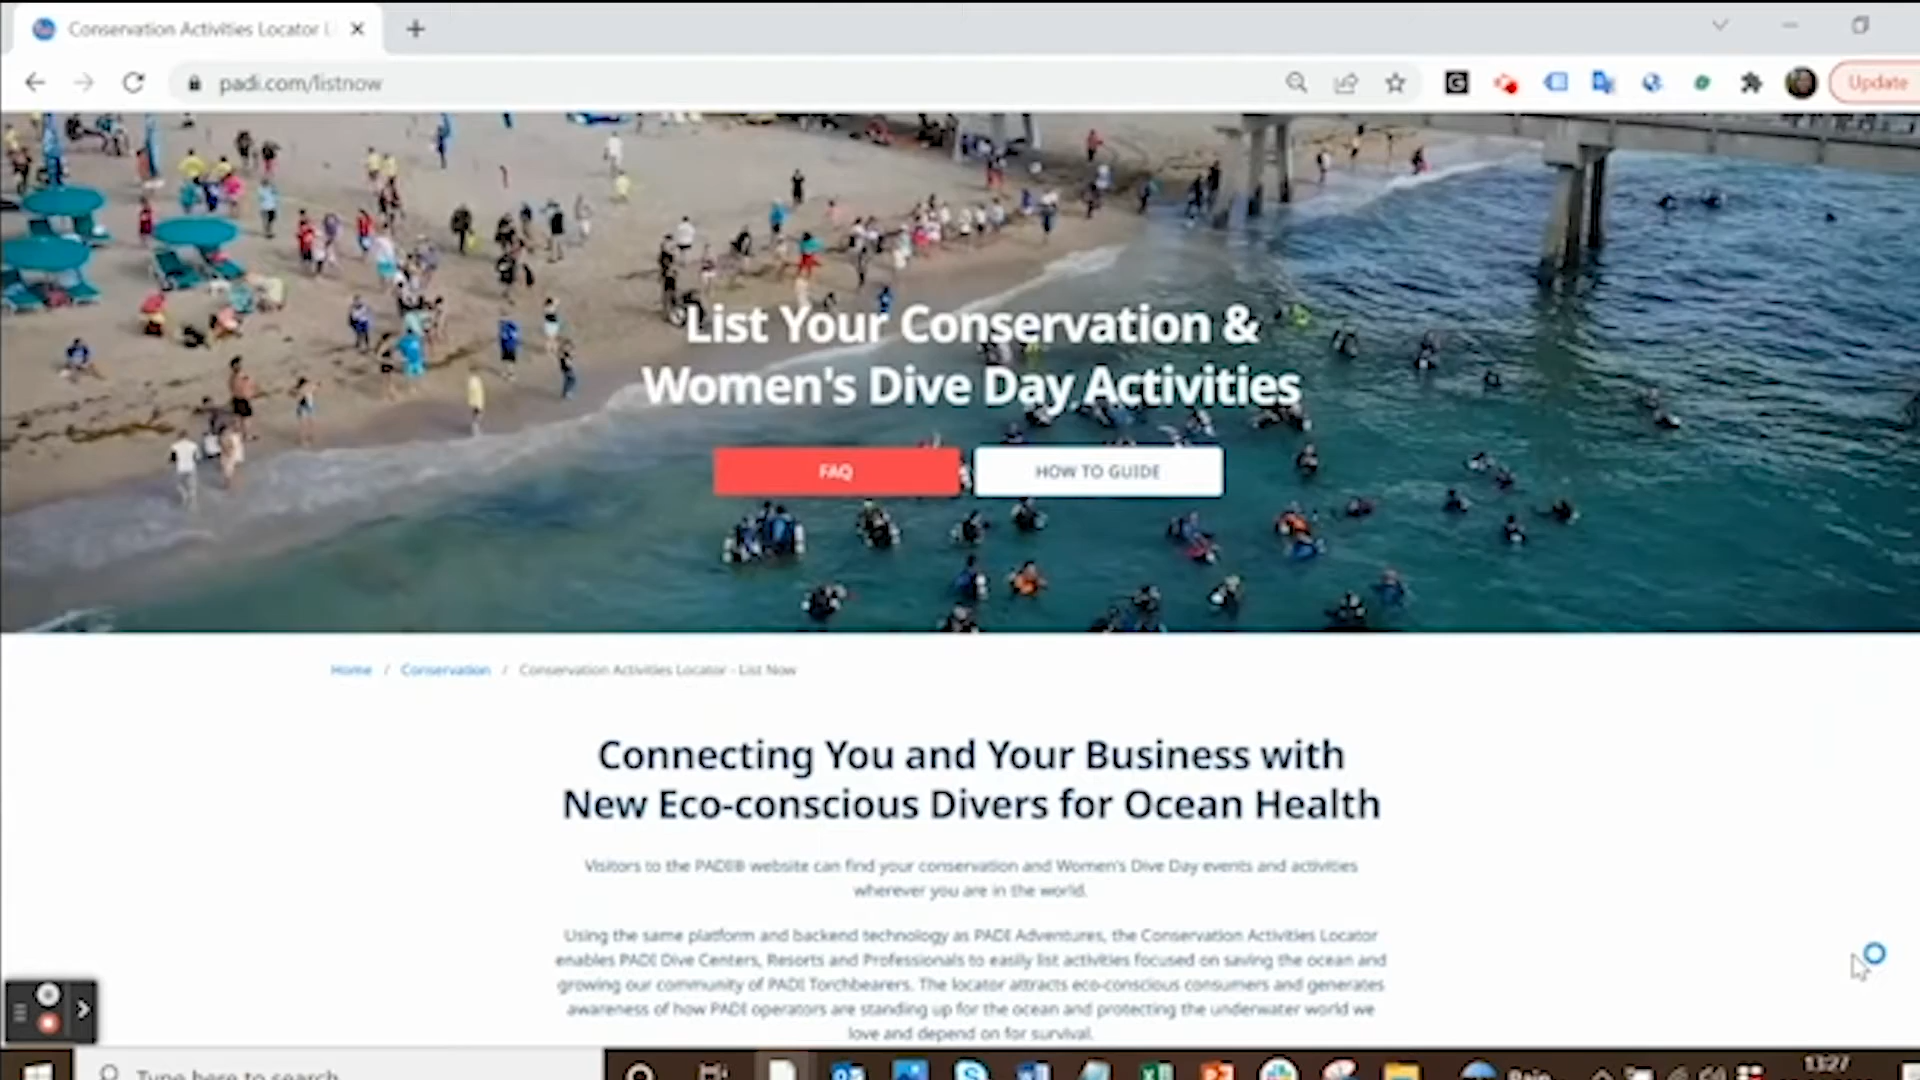 Conservation Activities Locator L
padi.com/listnow
Update
List Your Conservation &
Women's Dive Day Activities
FAQ
HOW TO GUIDE
Home / Conservation / Conservation Activities Locator - List Now
Connecting You and Your Business with
New Eco-conscious Divers for Ocean Health
Visitors to the PADI® website can find your conservation and Women's Dive Day events and activities
wherever you are in the world.
Using the same platform and backend technology as PADI Adventures, the Conservation Activities Locator
enables PADI Dive Centers, Resorts and Professionals to easily list activities focused on saving the ocean and
growing our community of PADI Torchbearers. The locator attracts eco-conscious consumers and generates
awareness of how PADI operators are standing up for the ocean and protecting the underwater world we
love and depend on for survival.
Type here to search
Rain
13:27